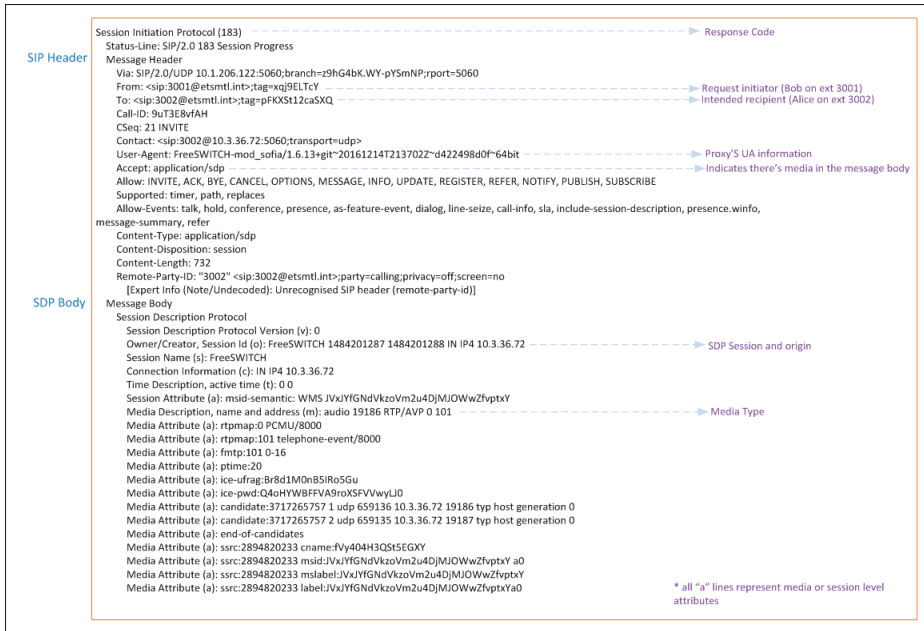 Session Initiation Protocol (183)
Response Code
Status-Line: SIP/2.0 183 Session Progress
SIP Header
Message Header
Via: SIP/2.0/UDP 10.1.206.122:5060;branch=z9hG4bK.WY-pYSmNP;rport=5060
From: <sip:3001@etsmtl.int>;tag=xqj9ELTcY
Request initiator (Bob on ext 3001)
To: <sip:3002@etsmtl.int>;tag=pFKXSt12caSXQ
Intended recipient (Alice on ext 3002)
Call-ID: 9uT3E8vfAH
CSeq: 21 INVITE
Contact: <sip:3002@10.3.36.72:5060;transport=udp>
User-Agent: FreeSWITCH-mod_sofia/1.6.13+git~20161214T213702Z~d422498d0f~64bit
Proxy'S UA information
Accept: application/sdp
Indicates there's media in the message body
Allow: INVITE, ACK, BYE, CANCEL, OPTIONS, MESSAGE, INFO, UPDATE, REGISTER, REFER, NOTIFY, PUBLISH, SUBSCRIBE
Supported: timer, path, replaces
Allow-Events: talk, hold, conference, presence, as-feature-event, dialog, line-seize, call-info, sla, include-session-description, presence.winfo,
message-summary, refer
Content-Type: application/sdp
Content-Disposition: session
Content-Length: 732
Remote-Party-ID: "3002" <sip:3002@etsmtl.int>;party=calling;privacy=off;screen=no
[Expert Info (Note/Undecoded): Unrecognised SIP header (remote-party-id)]
SDP Body
Message Body
Session Description Protocol
Session Description Protocol Version (v): 0
Owner/Creator, Session Id (o): FreeSWITCH 1484201287 1484201288 IN IP4 10.3.36.72
SDP Session and origin
Session Name (s): FreeSWITCH
Connection Information (c): IN IP4 10.3.36.72
Time Description, active time (t): 0 0
Session Attribute (a): msid-semantic: WMS JVxJYfGNdVkzoVm2u4DjMJOWwZfvptxY
Media Description, name and address (m): audio 19186 RTP/AVP 0 101
Media Type
Media Attribute (a): rtpmap:0 PCMU/8000
Media Attribute (a): rtpmap:101 telephone-event/8000
Media Attribute (a): fmtp:101 0-16
Media Attribute (a): ptime:20
Media Attribute (a): ice-ufrag:Br8d1M0nB5IRo5Gu
Media Attribute (a): ice-pwd:Q4oHYWBFFVA9roXSFVVwyLJ0
Media Attribute (a): candidate:3717265757 1 udp 659136 10.3.36.72 19186 typ host generation 0
Media Attribute (a): candidate:3717265757 2 udp 659135 10.3.36.72 19187 typ host generation 0
Media Attribute (a): end-of-candidates
Media Attribute (a): ssrc:2894820233 cname:fVy404H3QSt5EGXY
Media Attribute (a): ssrc:2894820233 msid:JVxJYfGNdVkzoVm2u4DjMJOWwZfvptxY a0
Media Attribute (a): ssrc:2894820233 mslabel:JVxJYfGNdVkzoVm2u4DjMJOWwZfvptxY
Media Attribute (a): ssrc:2894820233 label:JVxJYfGNdVkzoVm2u4DjMJOWwZfvptxYa0
* all "a" lines represent media or session level
attributes